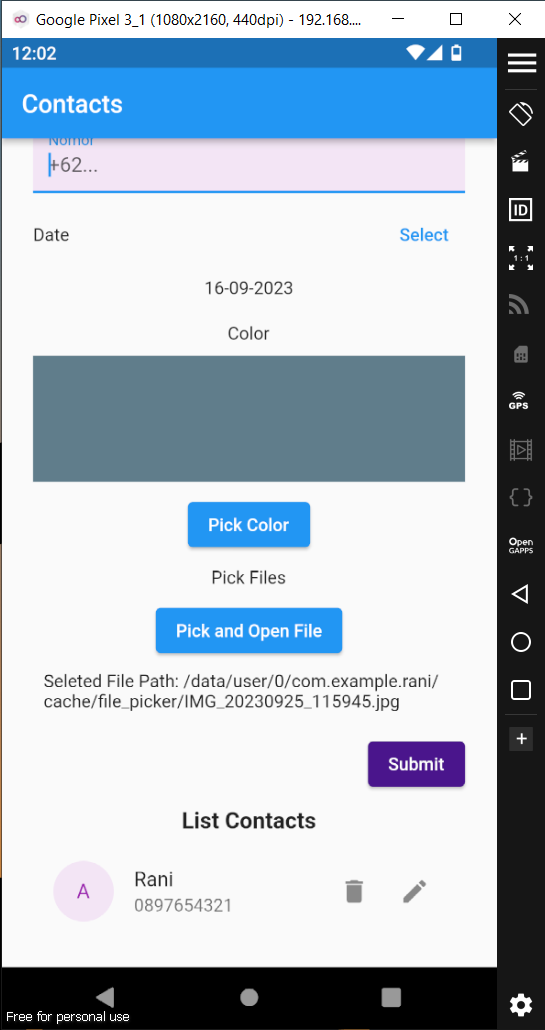 Google Pixel 3_1 (1080x2160, 440dpi) - 192.168....
12:02
Contacts
Nomor
+62...
Date
Select
16-09-2023
Color
Pick Color
Pick Files
Pick and Open File
Seleted File Path: /data/user/0/com.example.rani/
cache/file_picker/IMG_20230925_115945.jpg
Submit
List Contacts
A
Rani
0897654321
Free for personal use
ID
1:1
GPS
Open
GAPPS